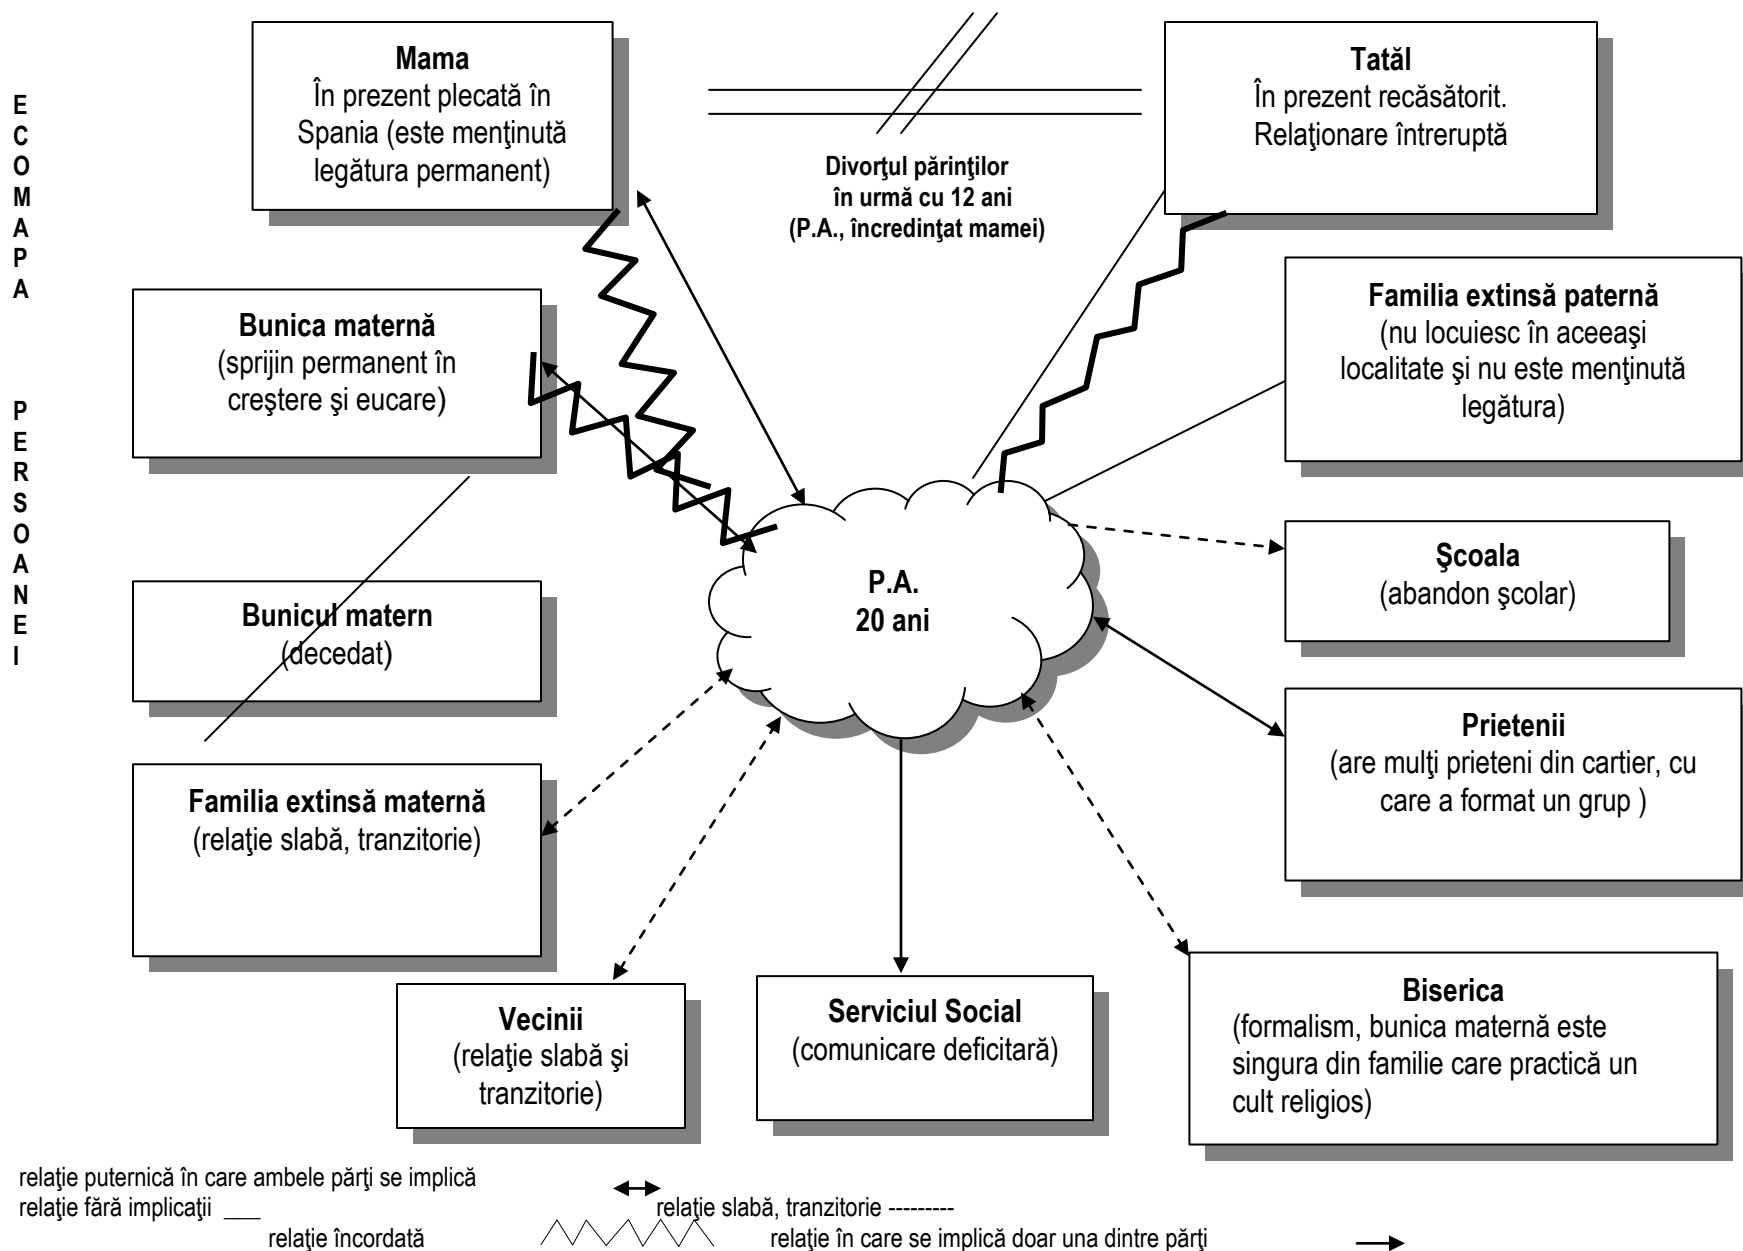 ECOMAPA PERSOANEI
Mama
În prezent plecată în
Spania (este menţinută
legătura permanent)
Divorţul părinţilor
în urmă cu 12 ani
(P.A., încredinţat mamei)
Tatăl
În prezent recăsătorit.
Relaţionare întreruptă
Bunica maternă
(sprijin permanent în
creştere şi eucare)
Familia extinsă paternă
(nu locuiesc în aceeaşi
localitate şi nu este menţinută
legătura)
P.A.
20 ani
Şcoala
(abandon şcolar)
Bunicul matern
(decedat)
Prietenii
(are mulţi prieteni din cartier, cu
care a format un grup )
Familia extinsă maternă
(relaţie slabă, tranzitorie)
Vecinii
(relaţie slabă şi
tranzitorie)
Serviciul Social
(comunicare deficitară)
Biserica
(formalism, bunica maternă este
singura din familie care practică un
cult religios)
relaţie puternică în care ambele părţi se implică
relaţie fără implicaţii ___ relaţie slabă, tranzitorie ---------
relaţie încordată relaţie în care se implică doar una dintre părţi